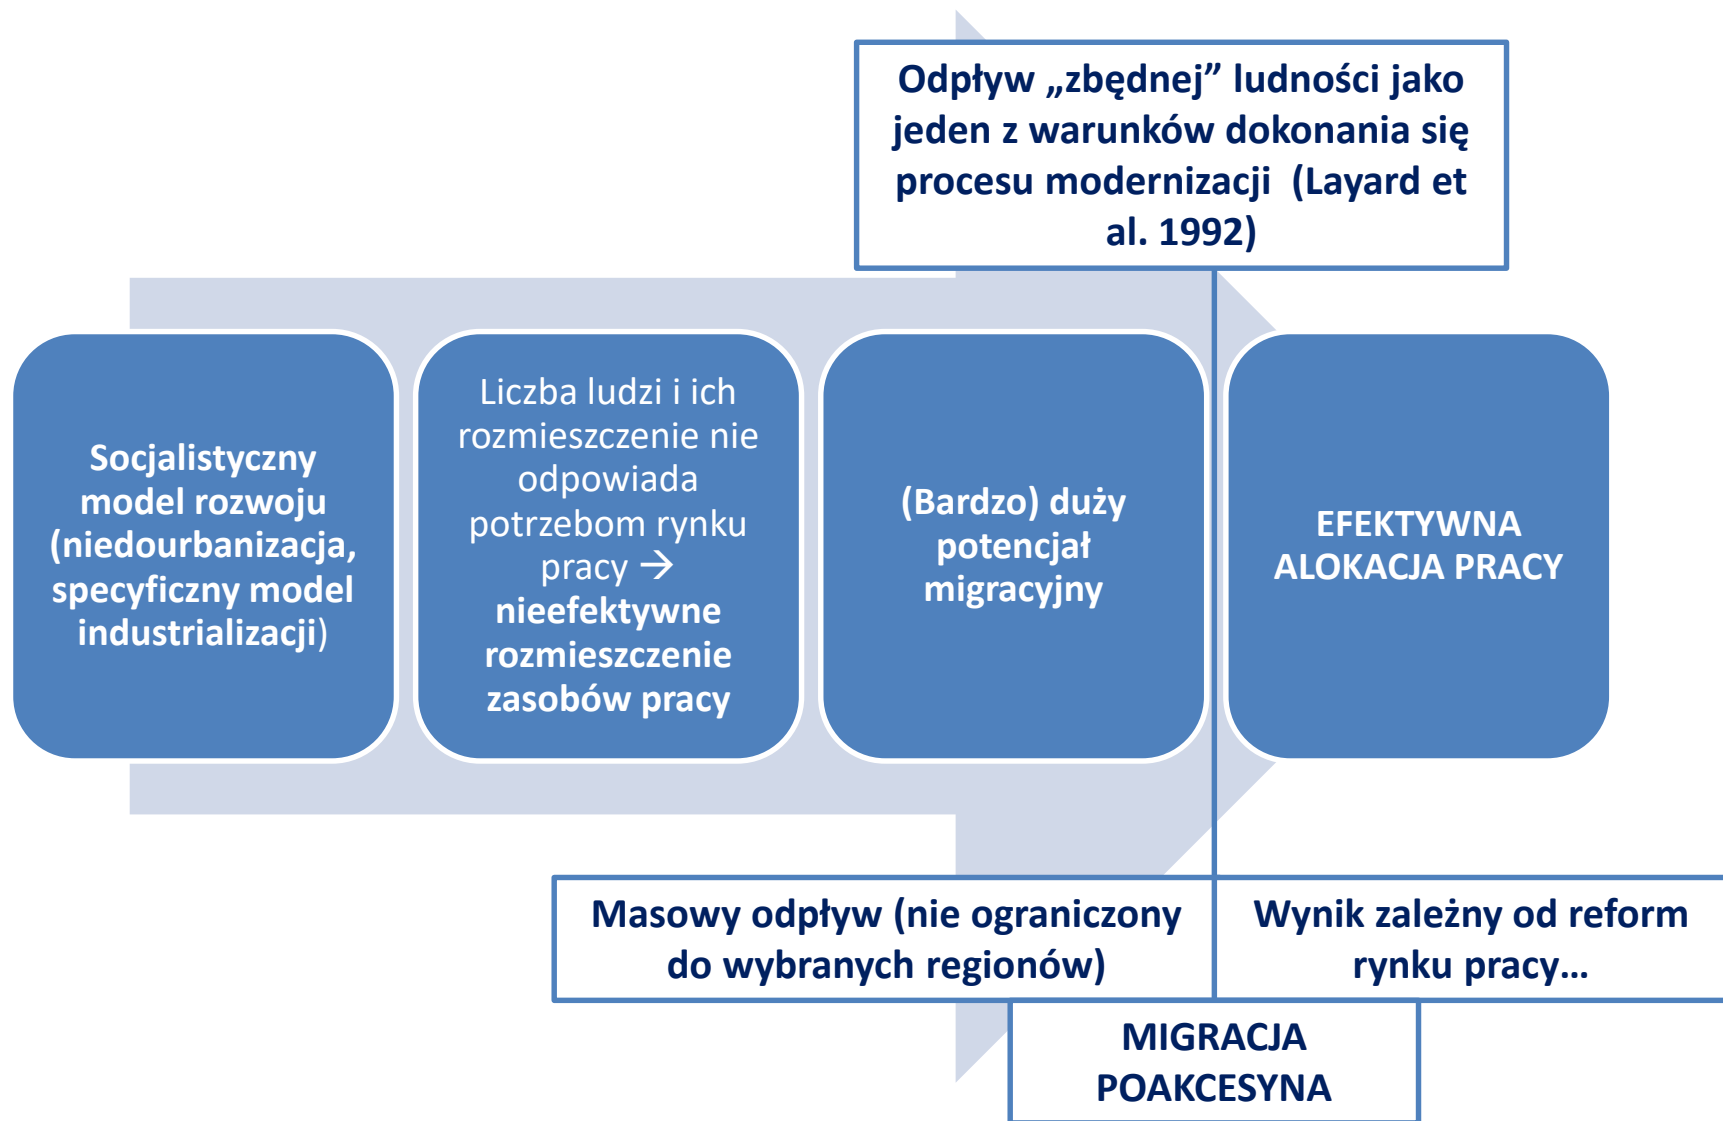 Odpływ „zbędnej” ludności jako
jeden z warunków dokonania się
procesu modernizacji (Layard et
al. 1992)
Socjalistyczny
model rozwoju
(niedourbanizacja,
specyficzny model
industrializacji)
Liczba ludzi i ich
rozmieszczenie nie
odpowiada
potrzebom rynku
pracy →
nieefektywne
rozmieszczenie
zasobów pracy
(Bardzo) duży
potencjał
migracyjny
EFEKTYWNA
ALOKACJA PRACY
Masowy odpływ (nie ograniczony
do wybranych regionów)
Wynik zależny od reform
rynku pracy...
MIGRACJA
POAKCESYNA